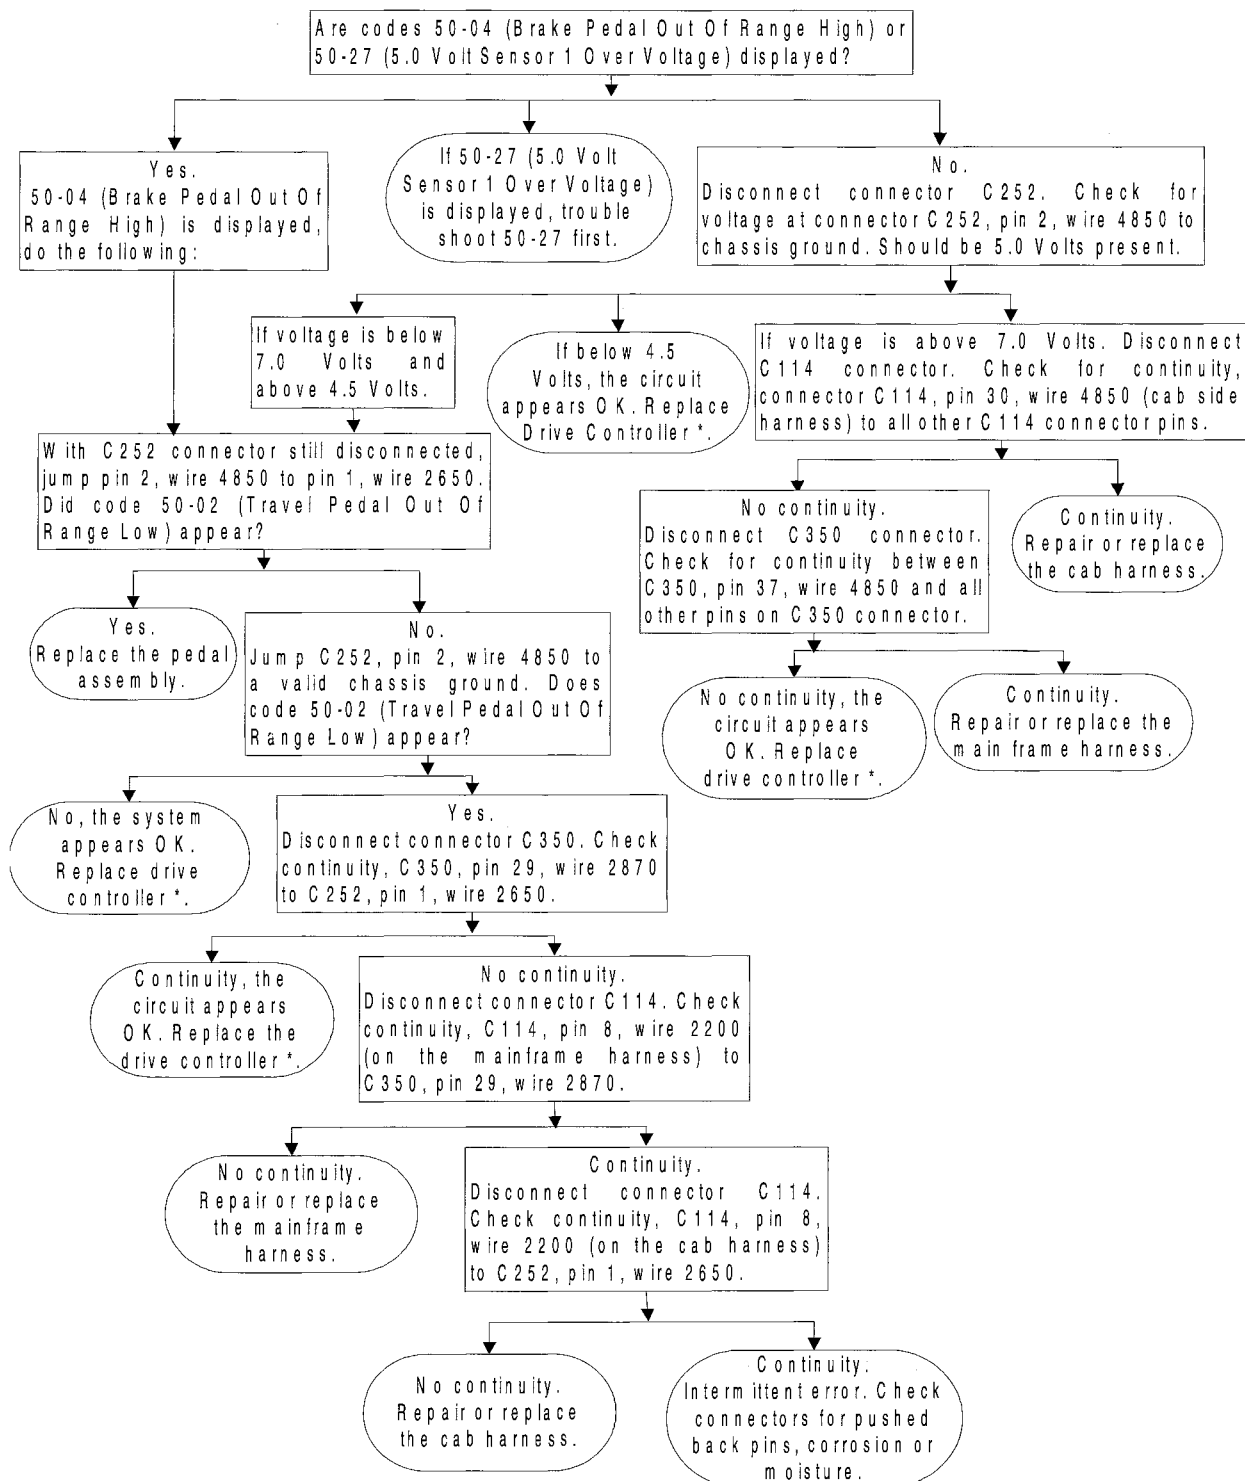 Are codes 50-04 (Brake Pedal Out Of Range High) or
50-27 (5.0 Volt Sensor 1 Over Voltage) displayed?
Yes.
50-04 (Brake Pedal Out Of
Range High) is displayed,
do the following:
If 50-27 (5.0 Volt
Sensor 1 Over Voltage)
is displayed, trouble
shoot 50-27 first.
No.
Disconnect connector C252. Check for
voltage at connector C252, pin 2, wire 4850 to
chassis ground. Should be 5.0 Volts present.
If voltage is below
7.0 Volts and
above 4.5 Volts.
If below 4.5
Volts, the circuit
appears OK. Replace
Drive Controller *.
If voltage is above 7.0 Volts. Disconnect
C114 connector. Check for continuity,
connector C114, pin 30, wire 4850 (cab side
harness) to all other C114 connector pins.
With C252 connector still disconnected,
jump pin 2, wire 4850 to pin 1, wire 2650.
Did code 50-02 (Travel Pedal Out Of
Range Low) appear?
No continuity.
Disconnect C350 connector.
Check for continuity between
C350, pin 37, wire 4850 and all
other pins on C350 connector.
Continuity.
Repair or replace
the cab harness.
Yes.
Replace the pedal
assembly.
No.
Jump C252, pin 2, wire 4850 to
a valid chassis ground. Does
code 50-02 (Travel Pedal Out Of
Range Low) appear?
No continuity, the
circuit appears
OK. Replace
drive controller *.
Continuity.
Repair or replace the
main frame harness.
No, the system
appears OK.
Replace drive
controller *.
Yes.
Disconnect connector C350. Check
continuity, C350, pin 29, wire 2870
to C252, pin 1, wire 2650.
Continuity, the
circuit appears
OK. Replace the
drive controller *.
No continuity.
Disconnect connector C114. Check
continuity, C114, pin 8, wire 2200
(on the mainframe harness) to
C350, pin 29, wire 2870.
No continuity.
Repair or replace
the mainframe
harness.
Continuity.
Disconnect connector C114.
Check continuity, C114, pin 8,
wire 2200 (on the cab harness)
to C252, pin 1, wire 2650.
No continuity.
Repair or replace
the cab harness.
Continuity.
Intermittent error. Check
connectors for pushed
back pins, corrosion or
moisture.